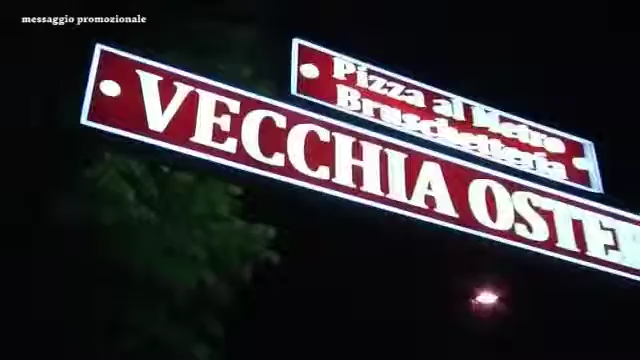 messaggio promozionale
Pizza al Metro
Bruschetteria
VECCHIA OSTE